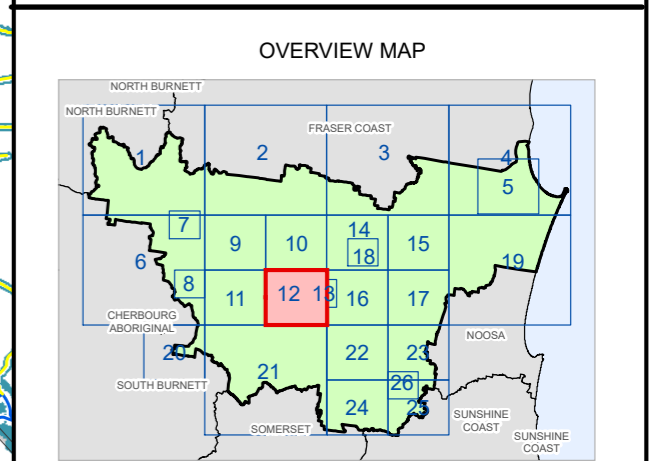 OVERVIEW MAP
NORTH BURNETT
NORTH BURNETT
FRASER COAST
1
2
3
4
5
6
7
8
9
10
14
18
15
19
11
12
13
16
17
CHERBOURG
ABORIGINAL
NOOSA
20
22
23
21
26
SOUTH BURNETT
24
25
SOMERSET
SUNSHINE
COAST
SUNSHINE
COAST